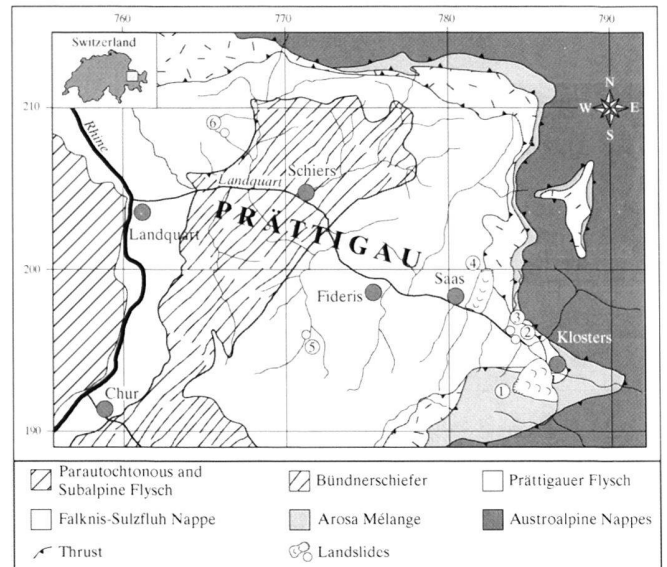 760
770
780
790
Switzerland
N
W
E
S
210
Rhine
6
Schiers
Landquart
PRÄTTIGAU
Landquart
200
4
Saas
Fideris
3
2
Klosters
5
1
Chur
190
Parautochtonous and
Subalpine Flysch
Bündnerschiefer
Prättigauer Flysch
Falknis-Sulzfluh Nappe
Arosa Mélange
Austroalpine Nappes
Thrust
Landslides